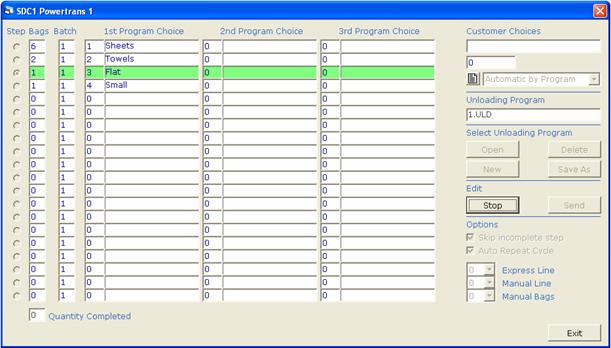 SDC1 Powertrans 1
Step Bags Batch 1st Program Choice 2nd Program Choice 3rd Program Choice Customer Choices
6 1 1 Sheets 0 0
2 1 2 Towels 0 0 0
1 1 3 Flat 0 0 Automatic by Program
1 1 4 Small 0 0
0 1 0 0 0 Unloading Program
0 1 0 0 0 1.ULD
0 1 0 0 0 Select Unloading Program
0 1 0 0 0 Open Delete
0 1 0 0 0
0 1 0 0 0 New Save As
0 1 0 0 0 Edit
0 1 0 0 0 Stop Send
0 1 0 0 0
0 1 0 0 0 Options
0 1 0 0 0 Skip incomplete step
0 1 0 0 0 Auto Repeat Cycle
0 1 0 0 0
0 1 0 0 0 0 Express Line
0 1 0 0 0 0 Manual Line
0 1 0 0 0 0 Manual Bags
0 Quantity Completed
Exit